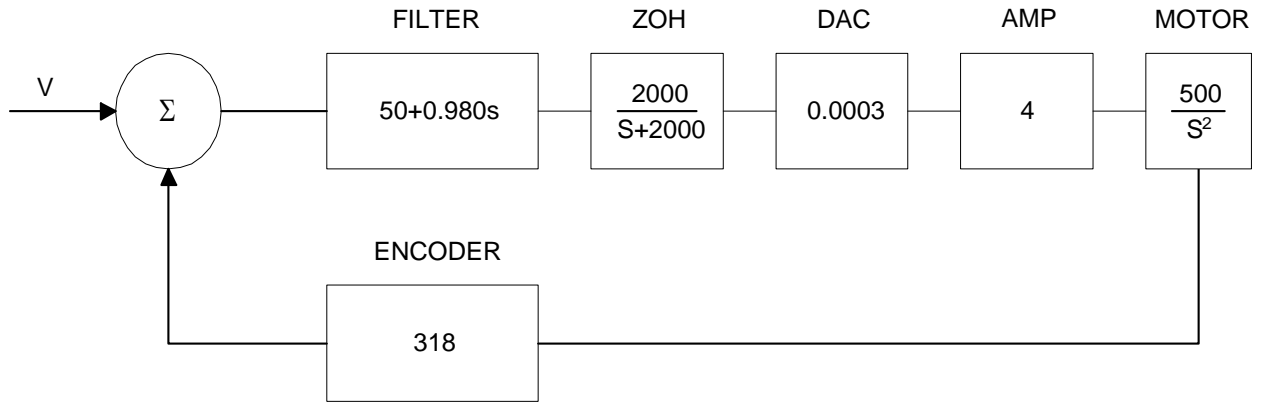 FILTER
ZOH
DAC
AMP
MOTOR
V
Σ
50+0.980s
2000
S+2000
0.0003
4
500
S²
ENCODER
318